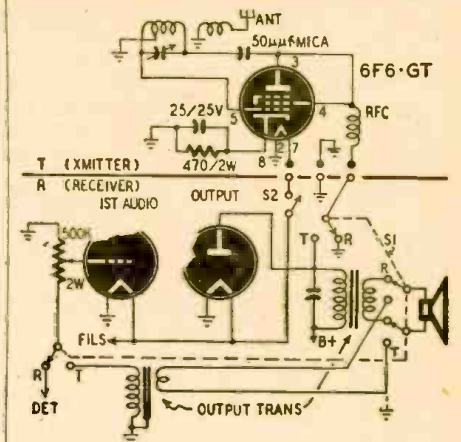 ANT
50µµf-MICA
3
6F6-GT
25/25V
5
4
RFC
470/2W
8
2
7
T (XMITTER)
R (RECEIVER)
1ST AUDIO
OUTPUT
S2
500K
T
R
S1
2W
R
FILS
B+
R
T
T
DET
OUTPUT TRANS